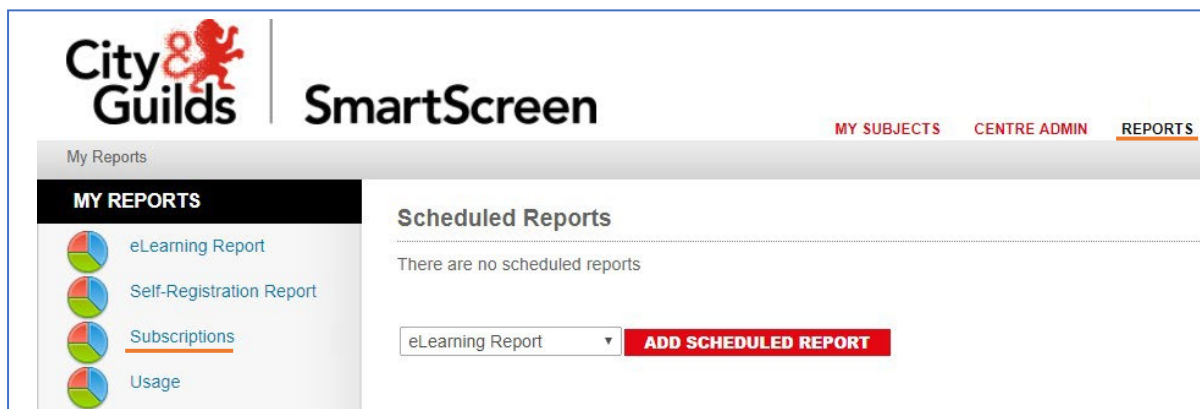 City &
Guilds
SmartScreen
MY SUBJECTS CENTRE ADMIN REPORTS
My Reports
MY REPORTS
eLearning Report
Self-Registration Report
Subscriptions
Usage
Scheduled Reports
There are no scheduled reports
eLearning Report ADD SCHEDULED REPORT